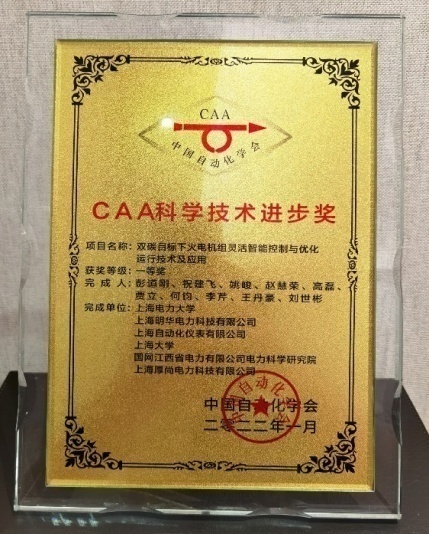 CAA
中国自动化学会
CAA科学技术进步奖
项目名称：双碳目标下火电机组灵活智能控制与优化
运行技术及应用
获奖等级：一等奖
完成人：彭道刚、祝建飞、姚峻、赵慧荣、高磊、
贾立、何钧、李芹、王丹豪、刘世彬
完成单位：上海电力大学
上海明华电力科技有限公司
上海自动化仪表有限公司
上海大学
国网江西省电力有限公司电力科学研究院
上海厚尚电力科技有限公司
中国自动化学会
二零二二年一月